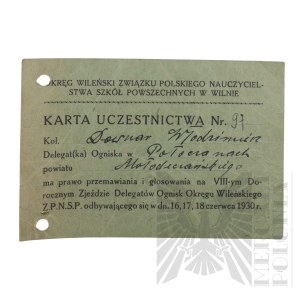 OKRĘG WILEŃSKI ZWIĄZKU POLSKIEGO NAUCZYCIEL-
STWA SZKÓŁ POWSZECHNYCH W WILNIE
KARTA UCZESTNICTWA Nr. 97
Kol. Downar Włodzimierz
Delegat(ka) Ogniska w Połoczanach
powiatu Mołodeczańskiego
ma prawo przemawiania i głosowania na VIII-ym Do-
rocznym Zjeździe Delegatów Ognisk Okręgu Wileńskiego
Z.P.N.S.P. odbywającego się w dn. 16, 17, 18 czerwca 1930 r.